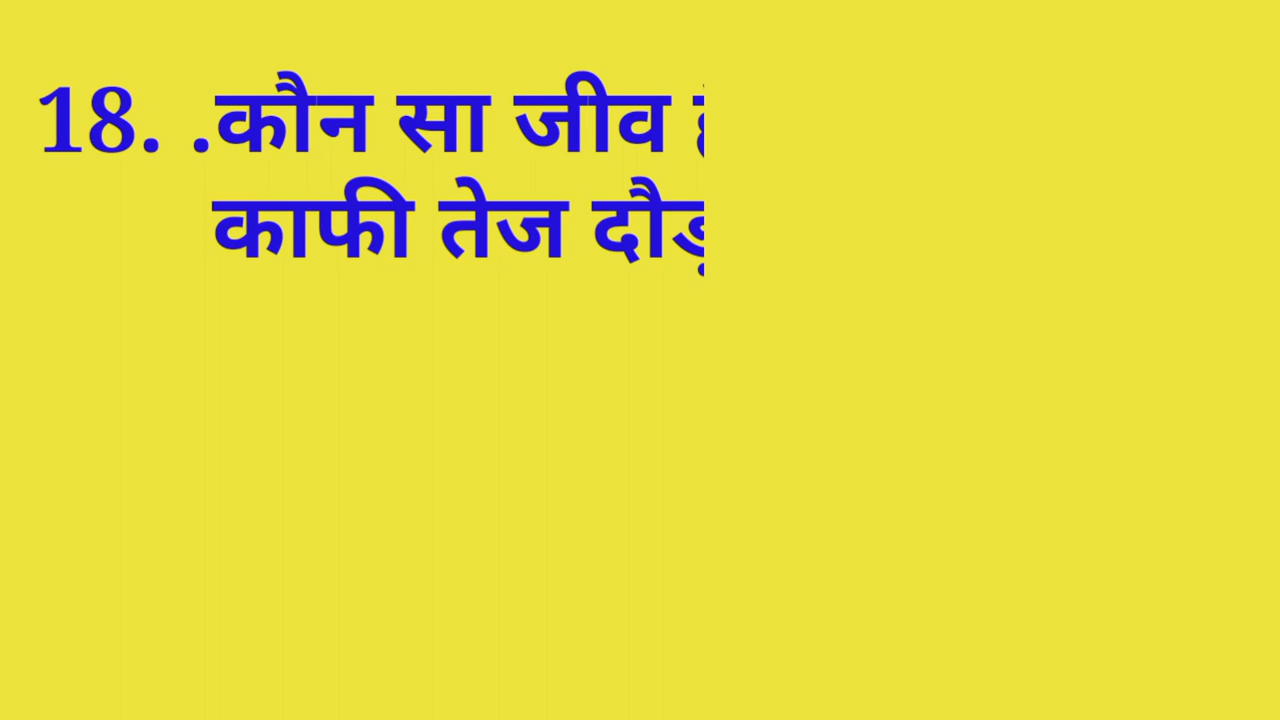 18. .कौन सा जीव
काफी तेज